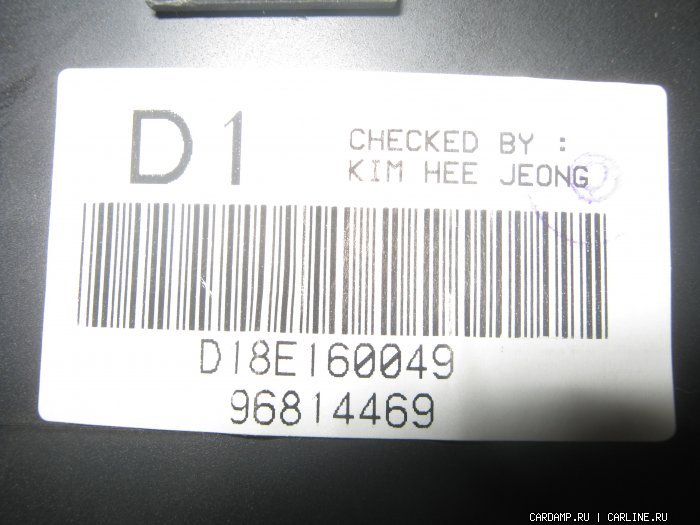 D1
CHECKED BY :
KIM HEE JEONG
D18E160049
96814469
CARDAMP.RU | CARLINE.RU